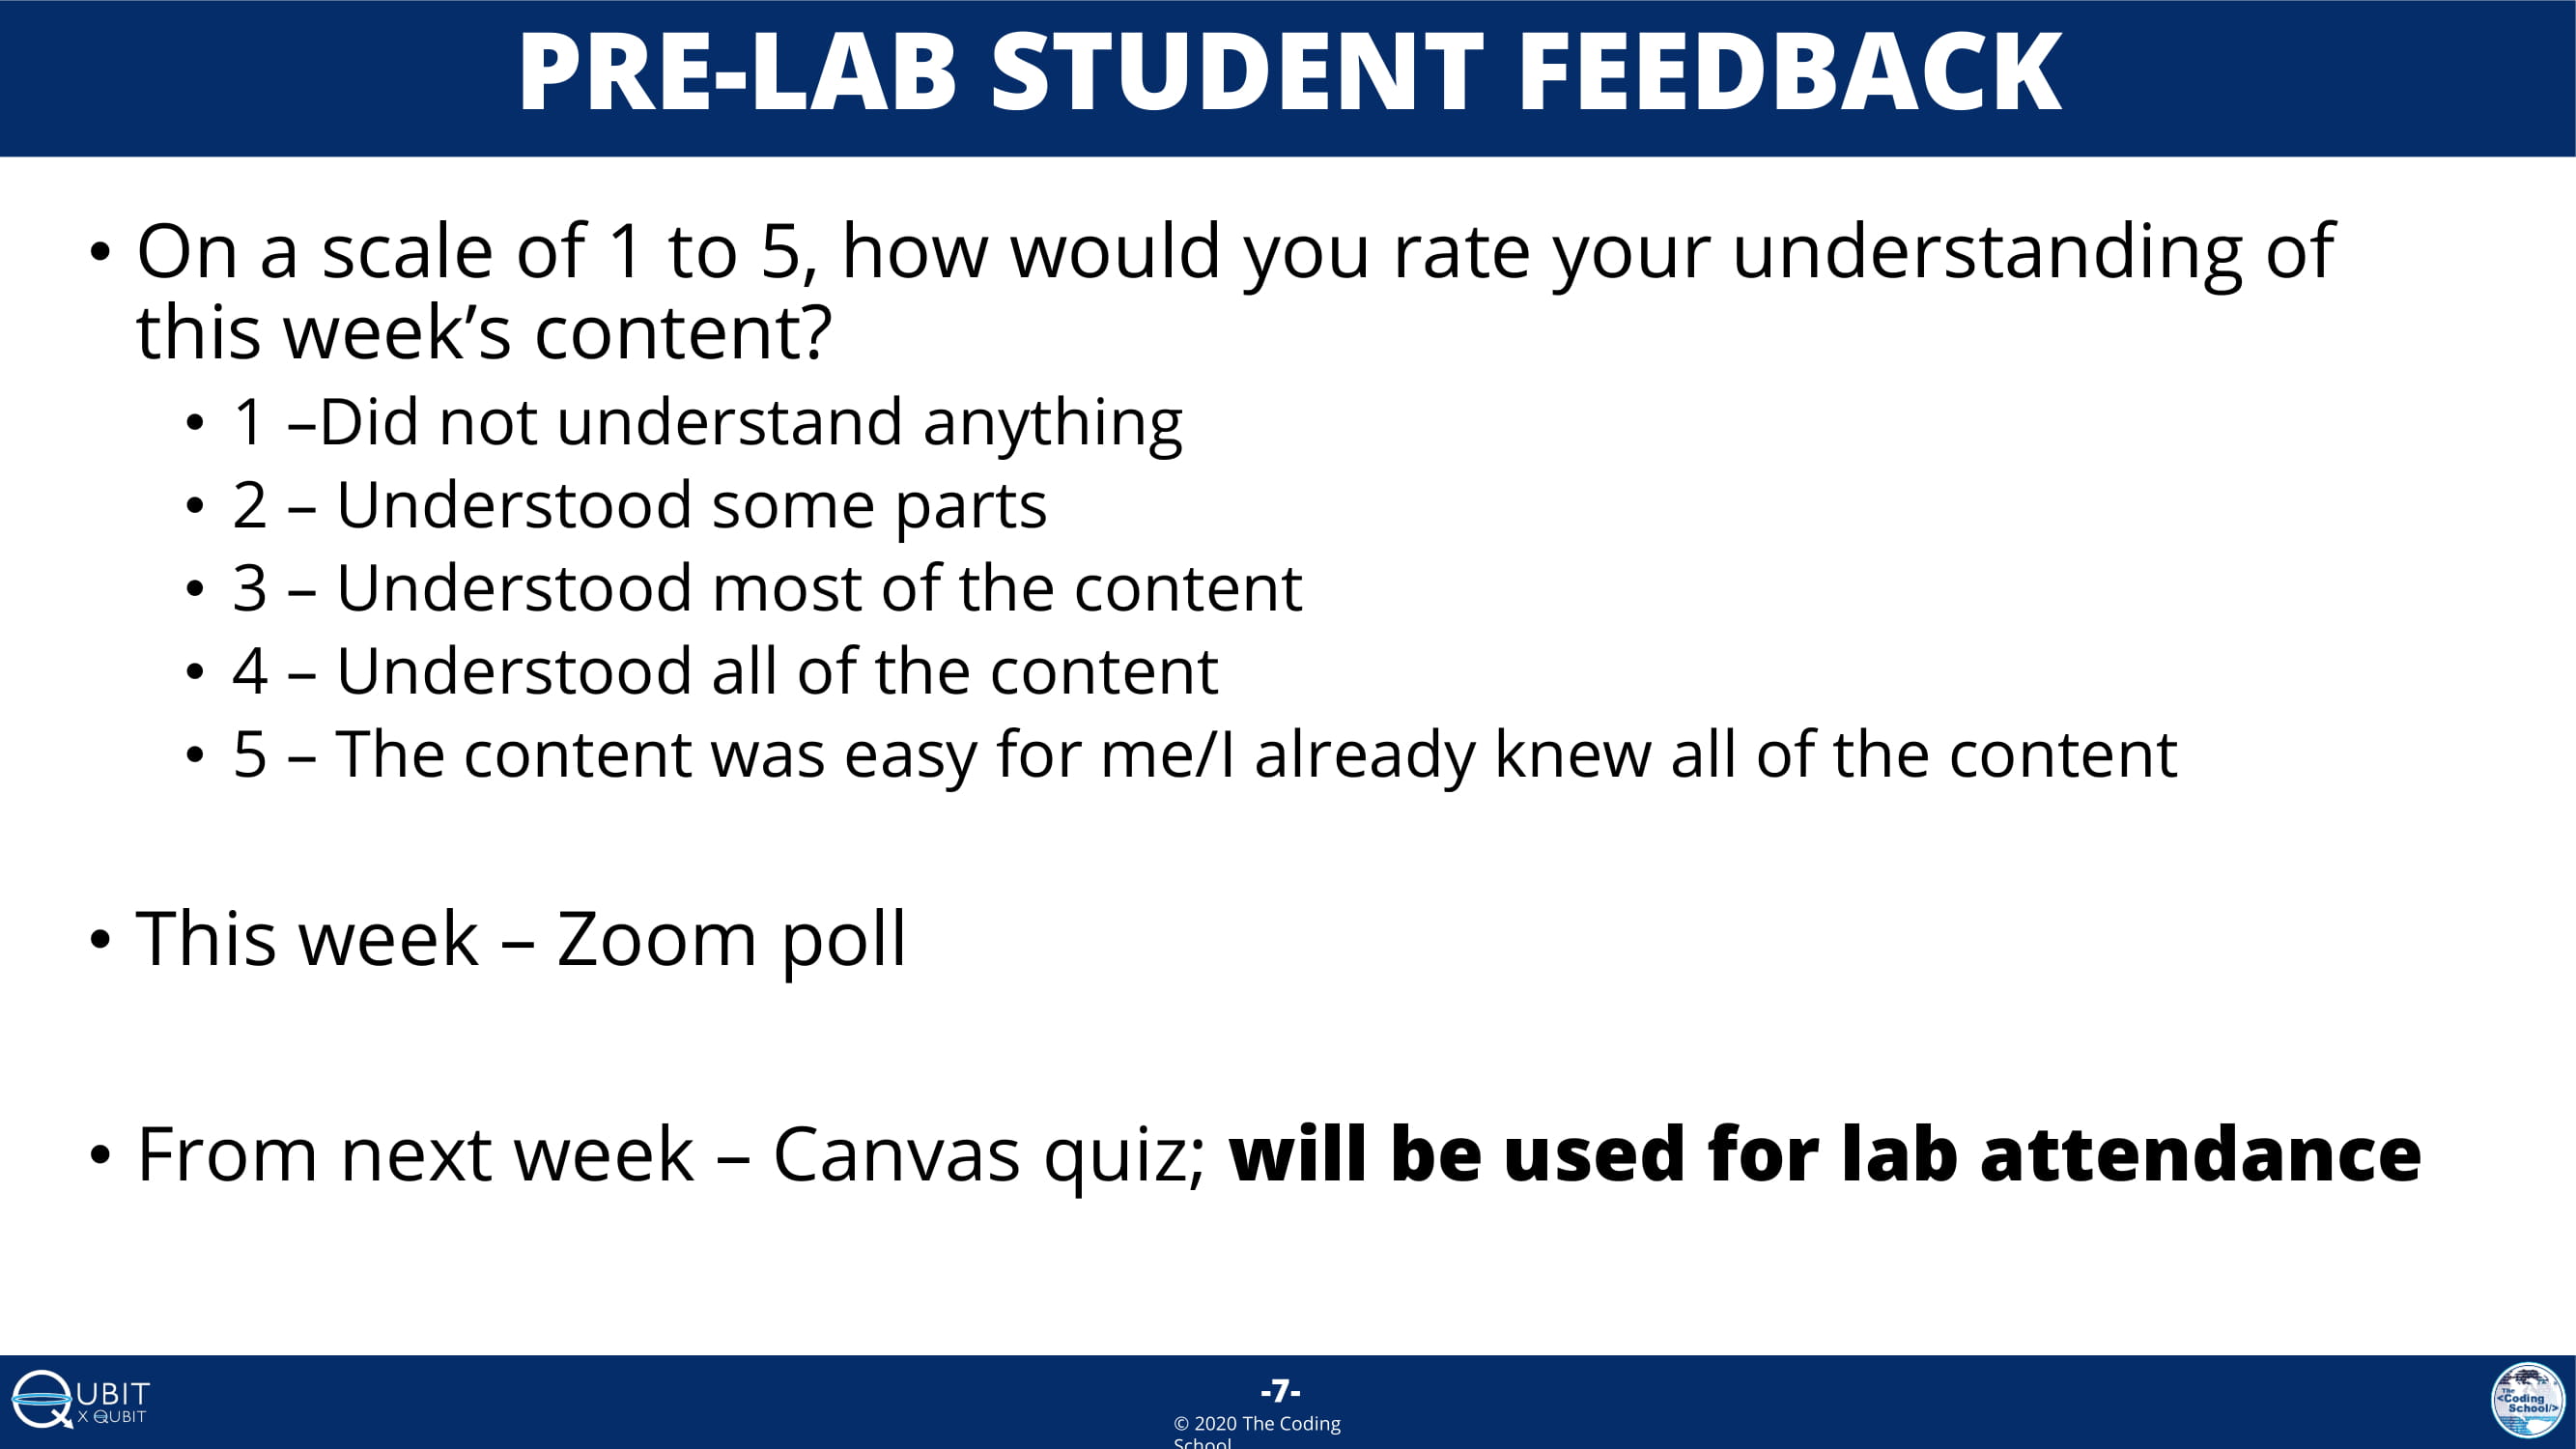 PRE-LAB STUDENT FEEDBACK
• On a scale of 1 to 5, how would you rate your understanding of
this week’s content?
• 1 –Did not understand anything
• 2 – Understood some parts
• 3 – Understood most of the content
• 4 – Understood all of the content
• 5 – The content was easy for me/I already knew all of the content
• This week – Zoom poll
• From next week – Canvas quiz; will be used for lab attendance
QUBIT
X QUBIT
-7-
© 2020 The Coding
School
The
<Coding
School/>